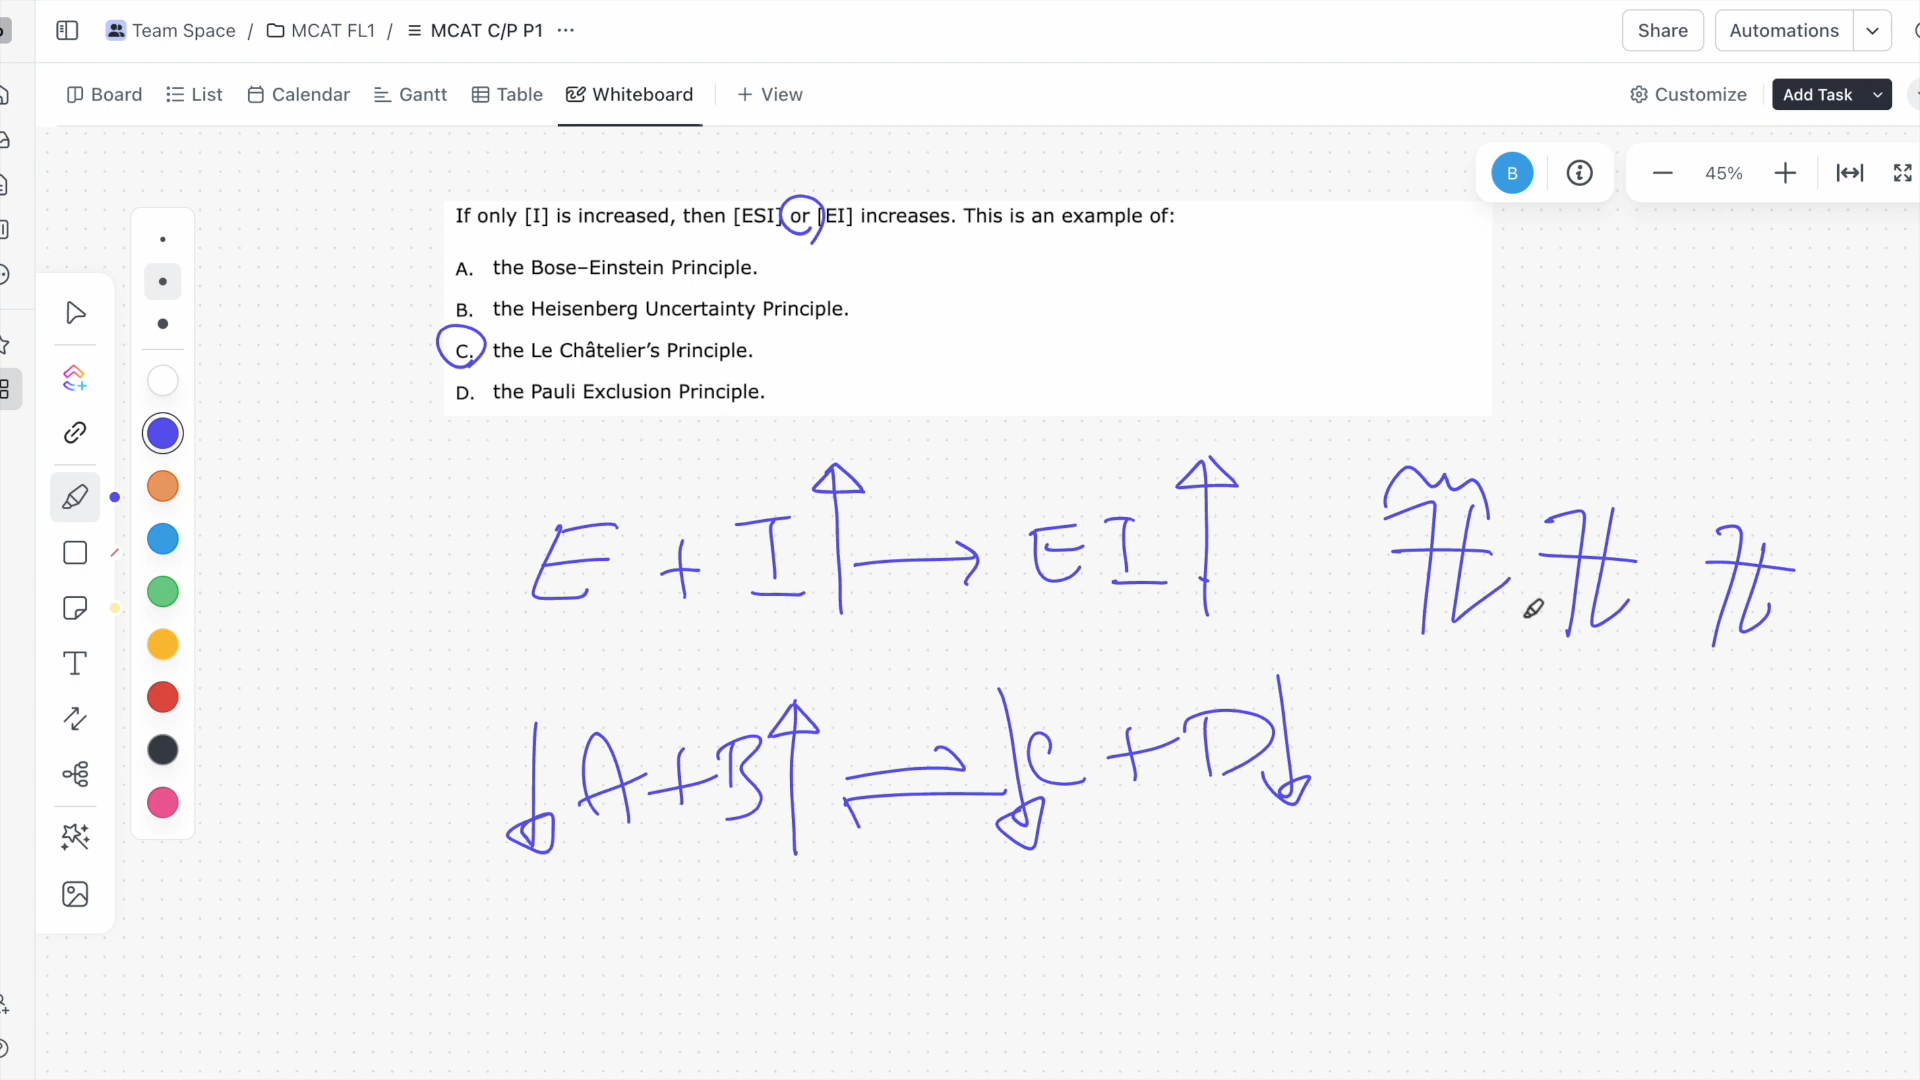 Team Space / MCAT FL1 / MCAT C/P P1 ...
Share
Automations
Board
List
Calendar
Gantt
Table
Whiteboard
+ View
Customize
Add Task
B
45%
If only [I] is increased, then [ESI] or [EI] increases. This is an example of:
A. the Bose–Einstein Principle.
B. the Heisenberg Uncertainty Principle.
C. the Le Châtelier’s Principle.
D. the Pauli Exclusion Principle.
E + I ↑ → EI ↑
↓ A + B ↑ ⇌ ↓ C + D ↓
T